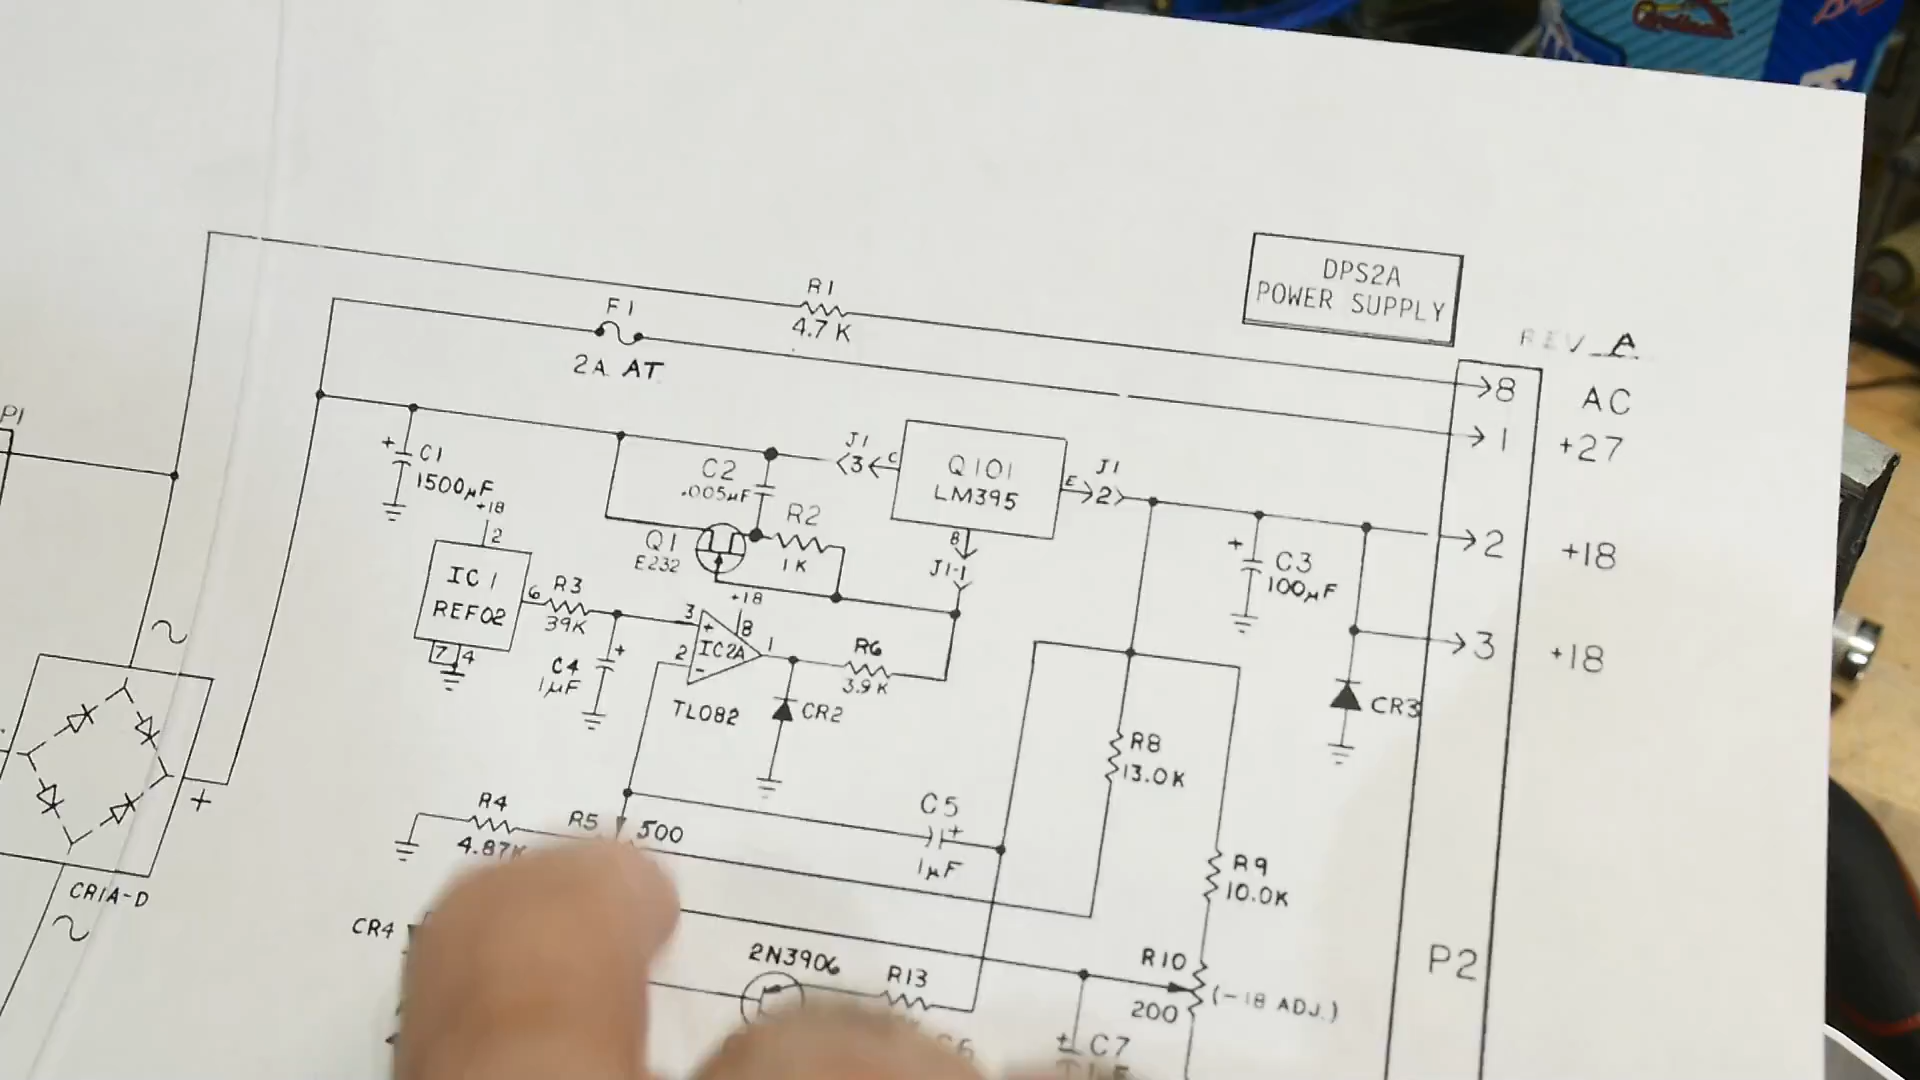 DPS2A
POWER SUPPLY
REV A
R1
4.7 K
F1
2A AT
8
AC
1
+27
P1
+
C1
1500µF
C2
.005µF
J1
3
C
Q101
LM395
E
J1
2
B
J1-1
2
+18
+
C3
100µF
3
+18
CR3
+18
2
IC1
REF02
6
7
4
R3
39K
Q1
E232
R2
1K
+18
3
+
8
2
-
IC2A
1
TL082
R6
3.9K
+
C4
1µF
CR2
R8
13.0K
+
CR1A-D
R4
4.87K
R5
500
C5
+
1µF
R9
10.0K
CR4
2N3906
R13
R10
200
(-18 ADJ.)
P2
+
C7